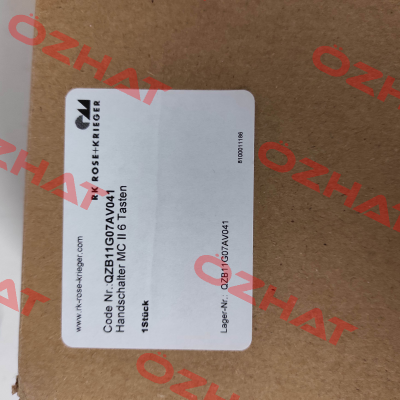 RK ROSE+KRIEGER
www.rk-rose-krieger.com
Code Nr.:QZB11G07AV041
Handschalter MC II 6 Tasten
1Stück
Lager-Nr.: QZB11G07AV041
8100011186
OZHAT
OZHAT
OZHAT
OZHAT
OZHAT
OZHAT